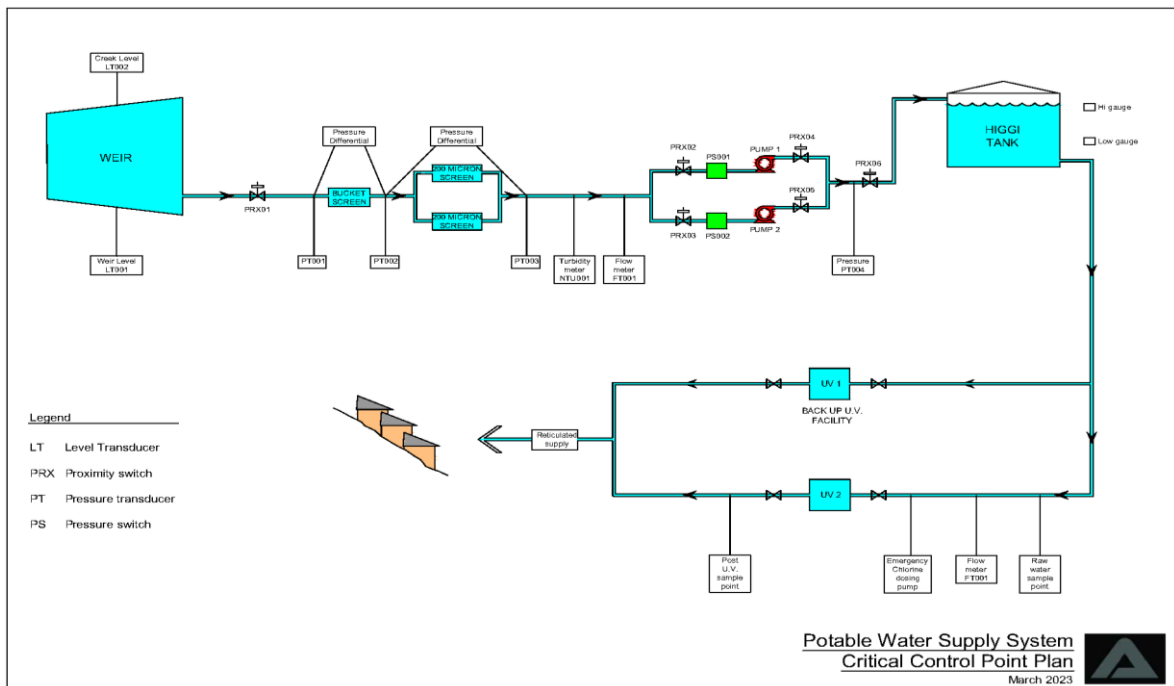 Creek Level
LT002
WEIR
Weir Level
LT001
PRX01
Pressure
Differential
Pressure
Differential
BUCKET
SCREEN
200 MICRON
SCREEN
200 MICRON
SCREEN
PT001
PT002
PT003
Turbidity
meter
NTU001
Flow
meter
FT001
PRX02
PS001
PUMP 1
PRX04
PRX03
PS002
PUMP 2
PRX05
PRX06
Pressure
PT004
HIGGI
TANK
Hi gauge
Low gauge
UV 1
BACK UP U.V.
FACILITY
Reticulated
supply
UV 2
Post
U.V.
sample
point
Emergency
Chlorine
dosing
pump
Flow
meter
FT001
Raw
water
sample
point
Legend
LT Level Transducer
PRX Proximity switch
PT Pressure transducer
PS Pressure switch
Potable Water Supply System
Critical Control Point Plan
March 2023